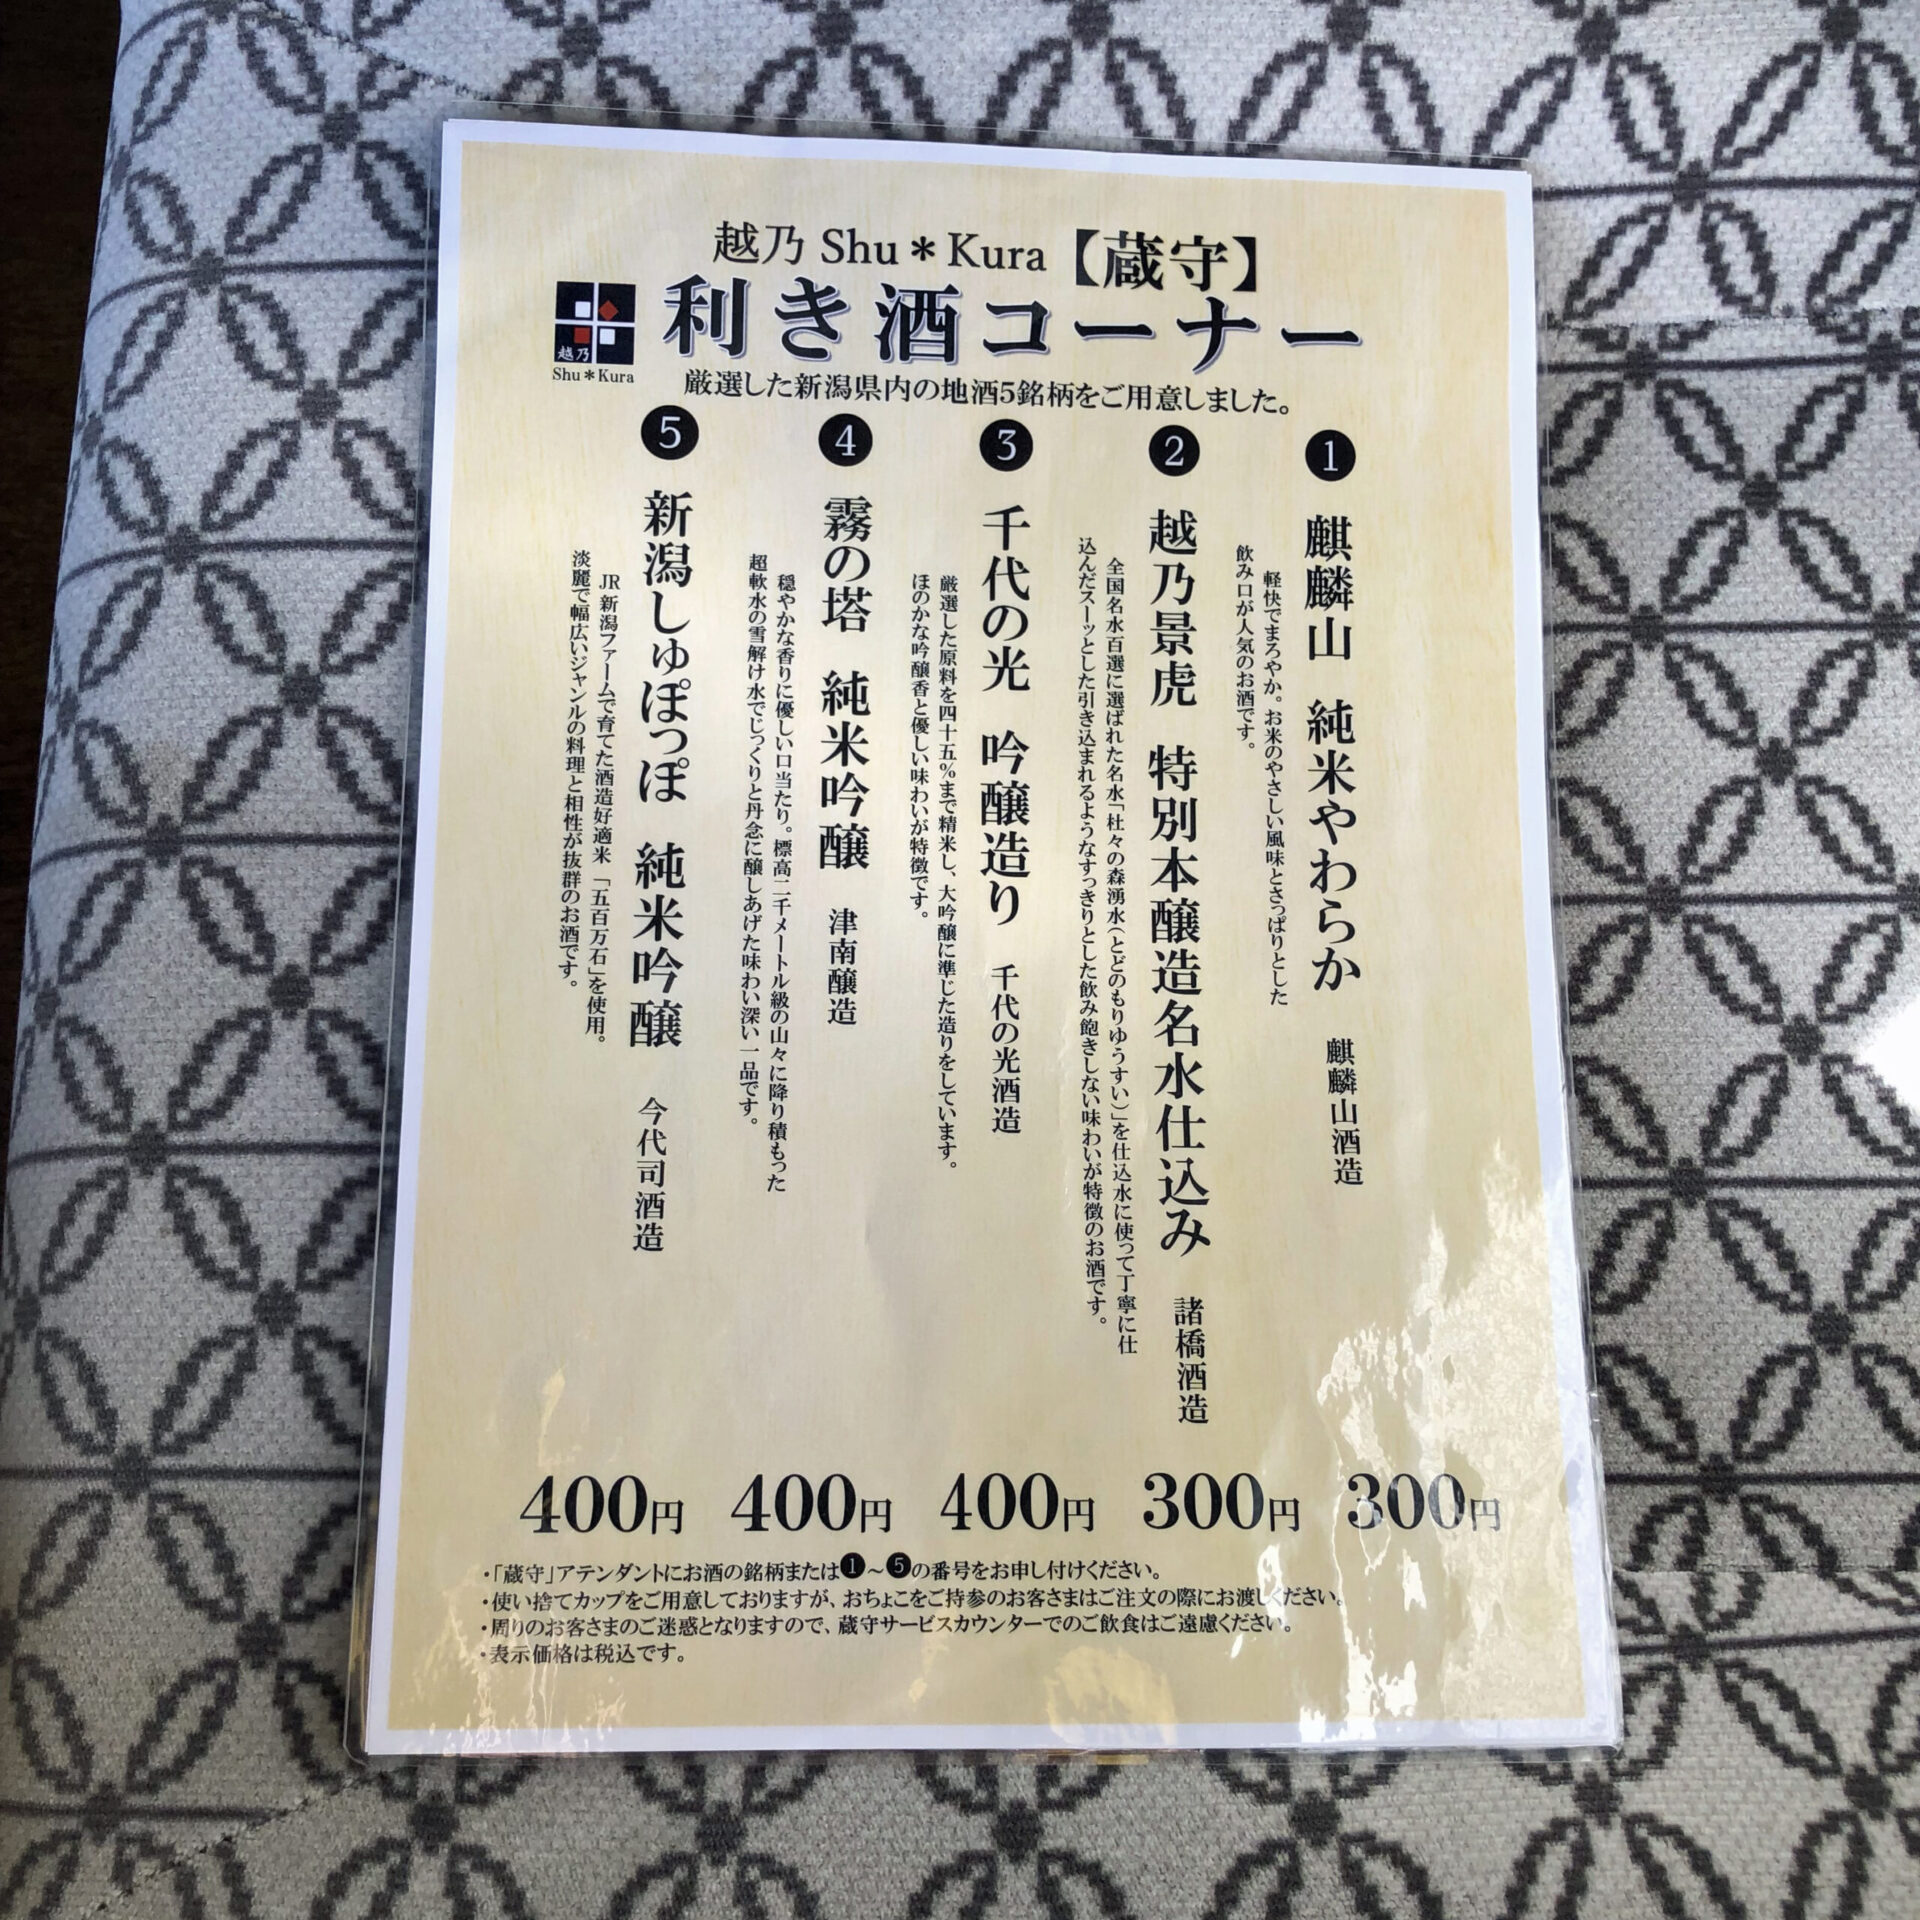 越乃 Shu＊Kura【蔵守】
利き酒コーナー
越乃
Shu＊Kura
厳選した新潟県内の地酒5銘柄をご用意しました。
❶ 麒麟山 純米やわらか 麒麟山酒造
軽快でまろやか。お米のやさしい風味とさっぱりとした
飲み口が人気のお酒です。
300円
❷ 越乃景虎 特別本醸造名水仕込み 諸橋酒造
全国名水百選に選ばれた名水「杜々の森湧水（とどのもりゆうすい）」を仕込水に使って丁寧に仕
込んだスーッとした引き込まれるようなすっきりとした飲み飽きしない味わいが特徴のお酒です。
300円
❸ 千代の光 吟醸造り 千代の光酒造
厳選した原料を四十五％まで精米し、大吟醸に準じた造りをしています。
ほのかな吟醸香と優しい味わいが特徴です。
400円
❹ 霧の塔 純米吟醸 津南醸造
穏やかな香りに優しい口当たり。標高二千メートル級の山々に降り積もった
超軟水の雪解け水でじっくりと丹念に醸しあげた味わい深い一品です。
400円
❺ 新潟しゅぽっぽ 純米吟醸 今代司酒造
JR新潟ファームで育てた酒造好適米「五百万石」を使用。
淡麗で幅広いジャンルの料理と相性が抜群のお酒です。
400円
・「蔵守」アテンダントにお酒の銘柄または❶～❺の番号をお申し付けください。
・使い捨てカップをご用意しておりますが、おちょこをご持参のお客さまはご注文の際にお渡しください。
・周りのお客さまのご迷惑となりますので、蔵守サービスカウンターでのご飲食はご遠慮ください。
・表示価格は税込です。